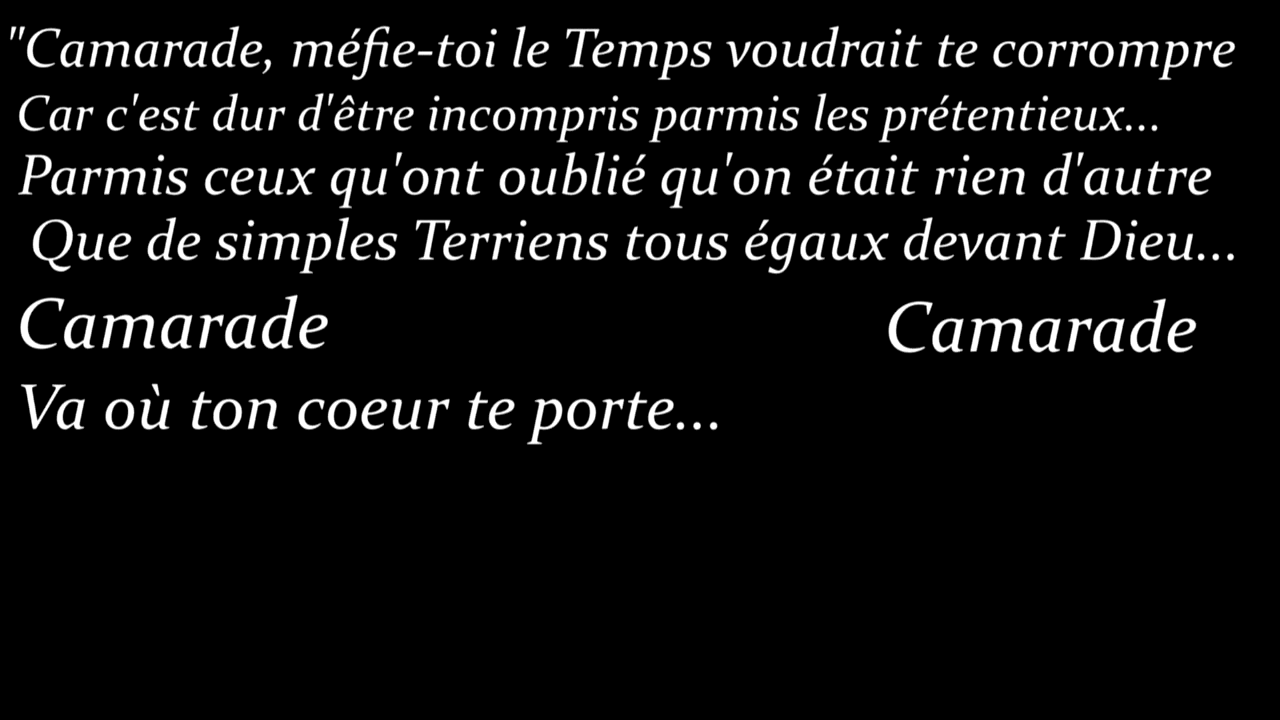 "Camarade, méfie-toi le Temps voudrait te corrompre
Car c'est dur d'être incompris parmis les prétentieux...
Parmis ceux qu'ont oublié qu'on était rien d'autre
Que de simples Terriens tous égaux devant Dieu...
Camarade Camarade
Va où ton coeur te porte...